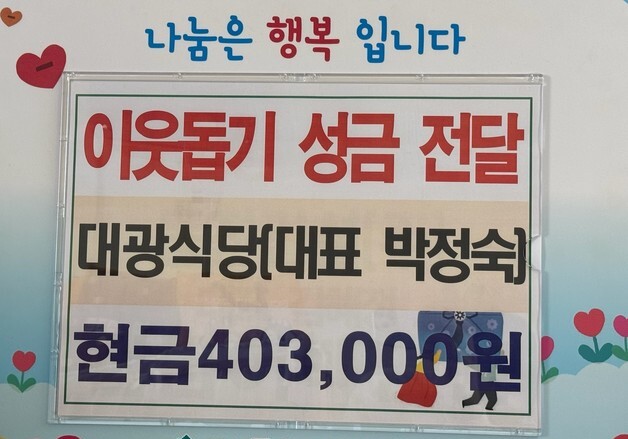 나눔은 행복 입니다
이웃돕기 성금 전달
대광식당(대표 박정숙)
현금403,000원